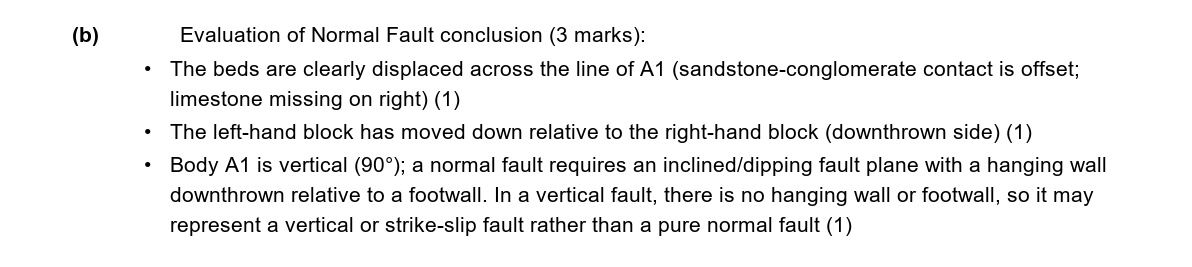 (b) Evaluation of Normal Fault conclusion (3 marks):
• The beds are clearly displaced across the line of A1 (sandstone-conglomerate contact is offset;
limestone missing on right) (1)
• The left-hand block has moved down relative to the right-hand block (downthrown side) (1)
• Body A1 is vertical (90°); a normal fault requires an inclined/dipping fault plane with a hanging wall
downthrown relative to a footwall. In a vertical fault, there is no hanging wall or footwall, so it may
represent a vertical or strike-slip fault rather than a pure normal fault (1)